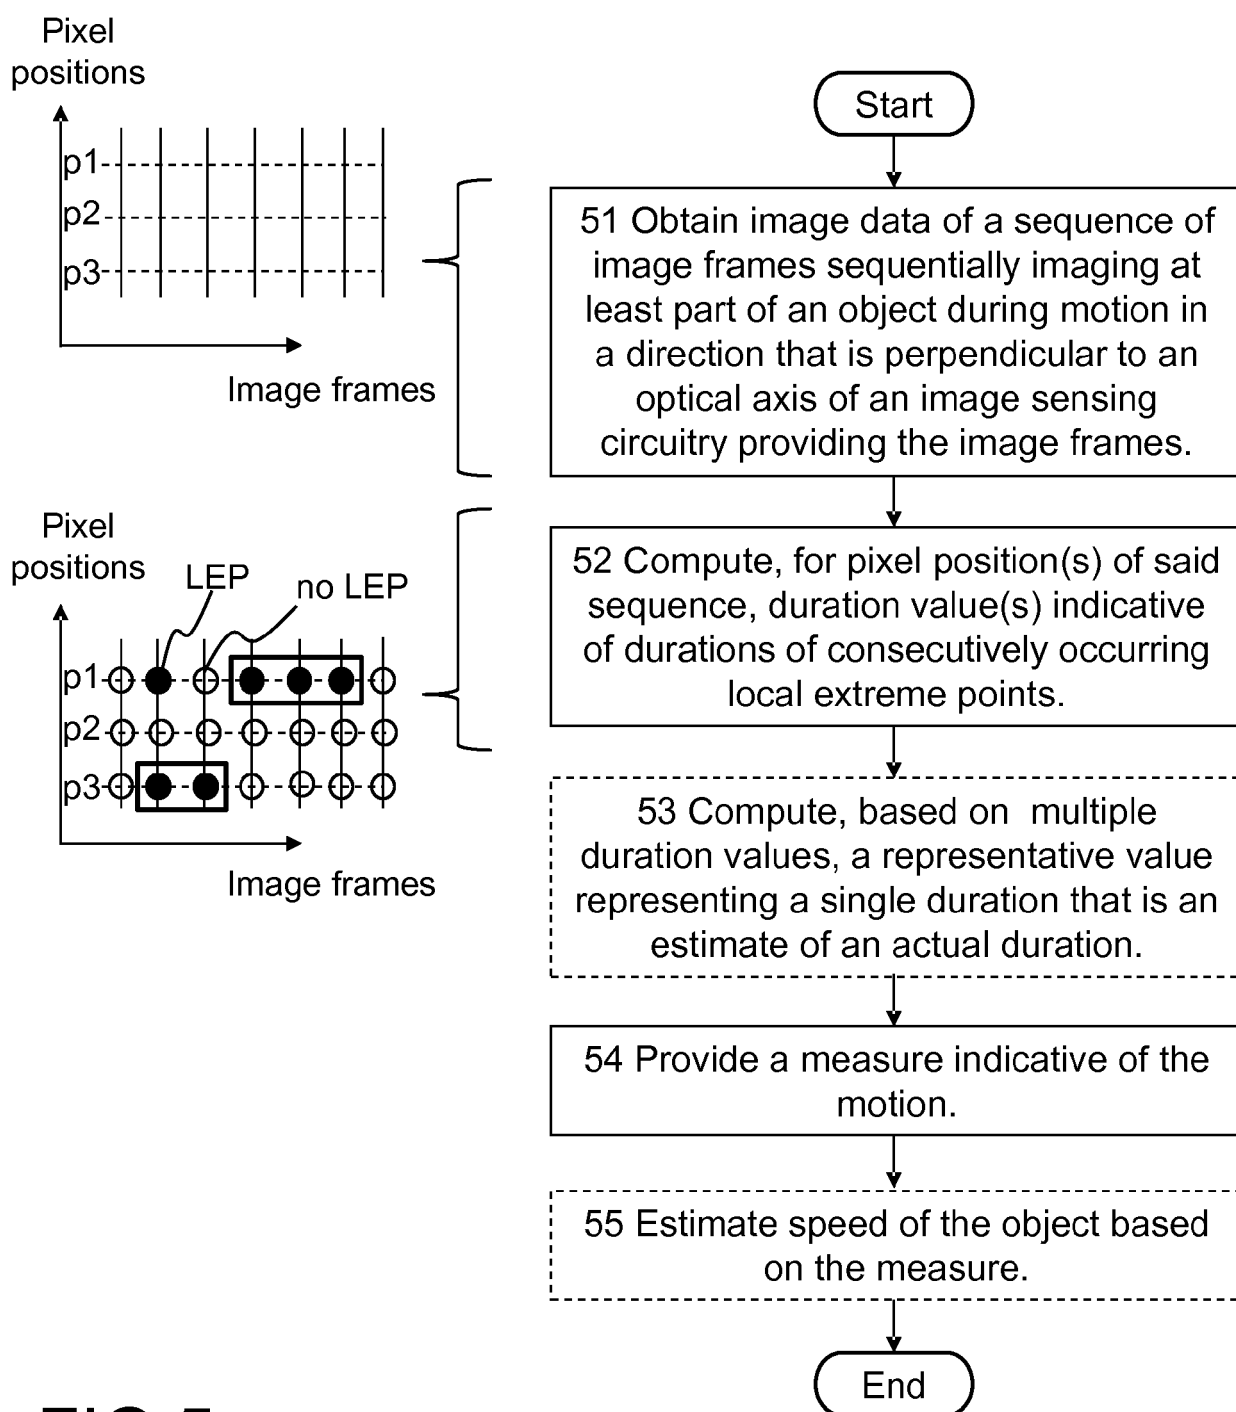 Pixel
positions
p1
p2
p3
Image frames
Start
51 Obtain image data of a sequence of
image frames sequentially imaging at
least part of an object during motion in
a direction that is perpendicular to an
optical axis of an image sensing
circuitry providing the image frames.
Pixel
positions
LEP
no LEP
p1
p2
p3
Image frames
52 Compute, for pixel position(s) of said
sequence, duration value(s) indicative
of durations of consecutively occurring
local extreme points.
53 Compute, based on multiple
duration values, a representative value
representing a single duration that is an
estimate of an actual duration.
54 Provide a measure indicative of the
motion.
55 Estimate speed of the object based
on the measure.
End